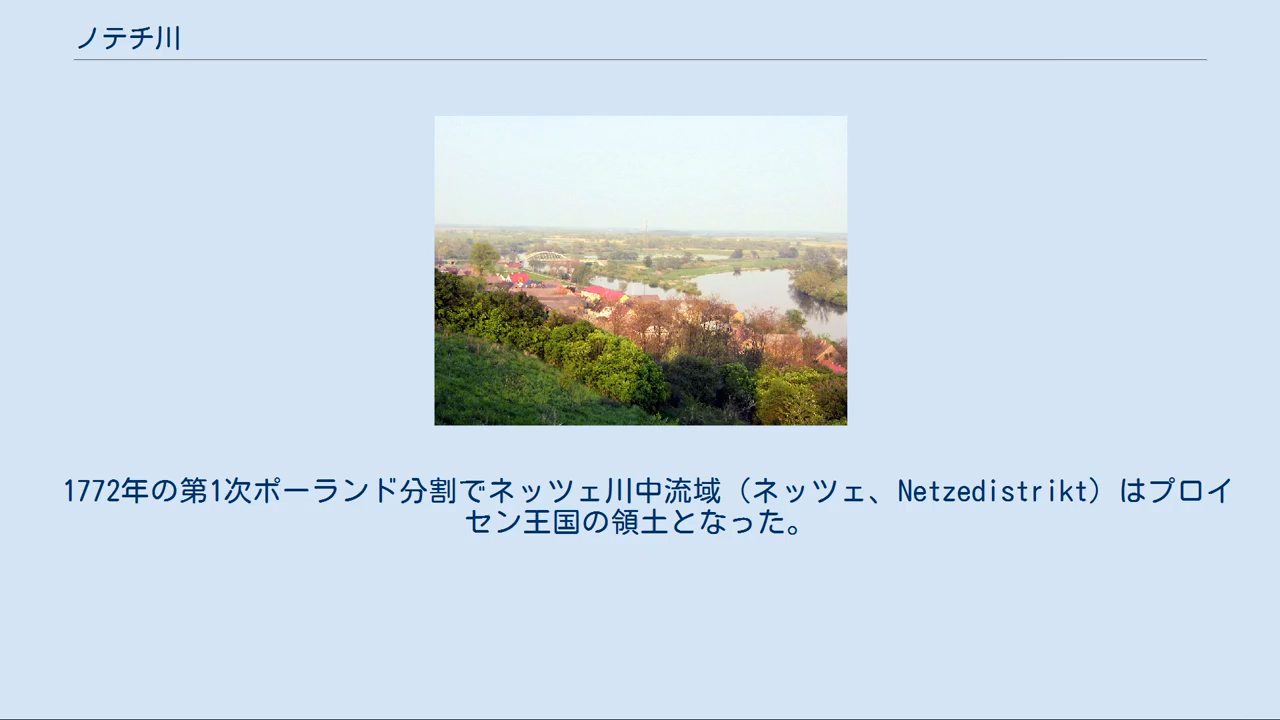 ノテチ川
1772年の第1次ポーランド分割でネッツェ川中流域（ネッツェ、Netzedistrikt）はプロイ
セン王国の領土となった。